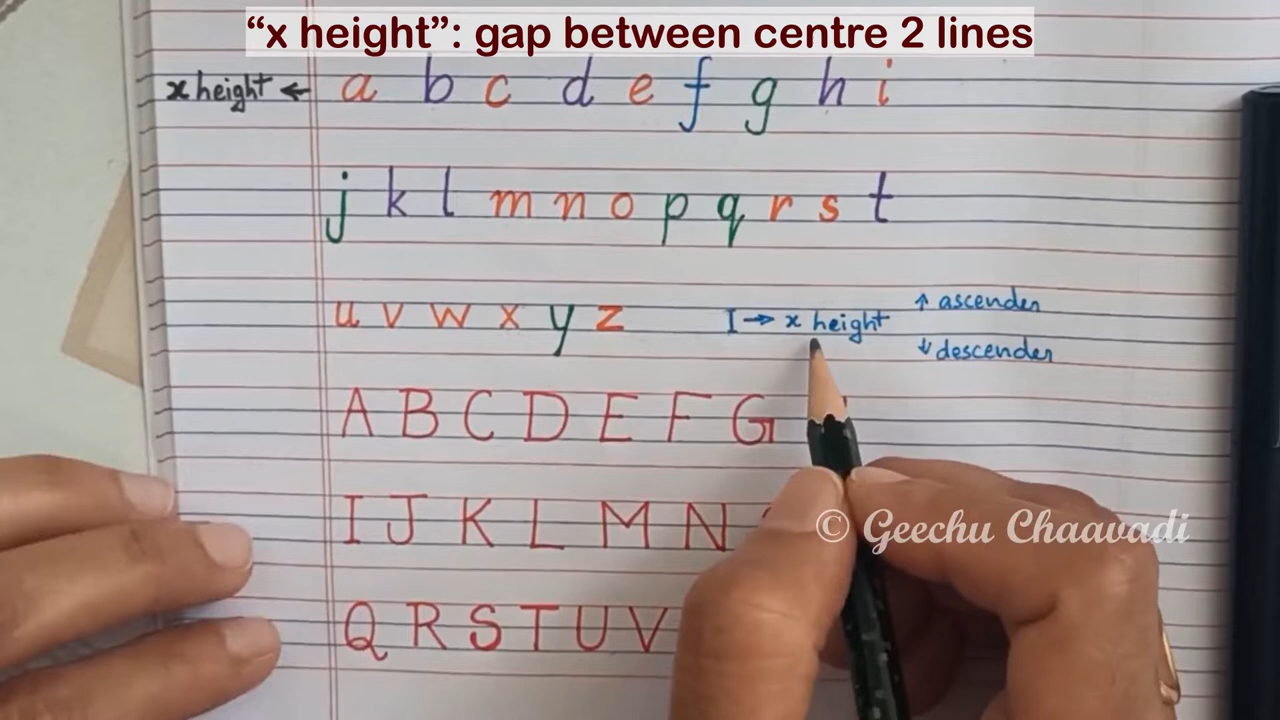 “x height”: gap between centre 2 lines
x height ← a b c d e f g h i
j k l m n o p q r s t
u v w x y z I → x height ↑ ascender
↓ descender
A B C D E F G
I J K L M N
© Geechu Chaavadi
Q R S T U V